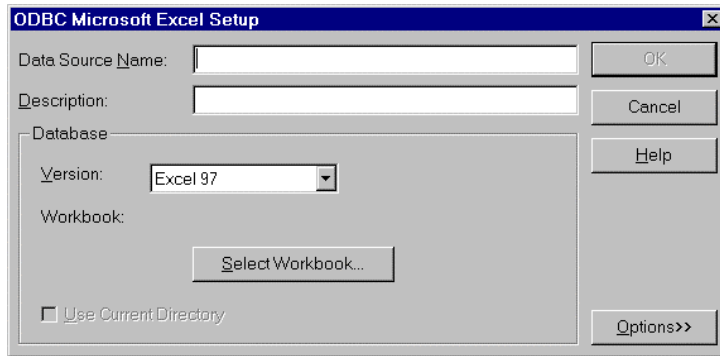 ODBC Microsoft Excel Setup
Data Source Name:
OK
Description:
Cancel
Database
Help
Version:
Excel 97
Workbook:
Select Workbook...
Use Current Directory
Options>>